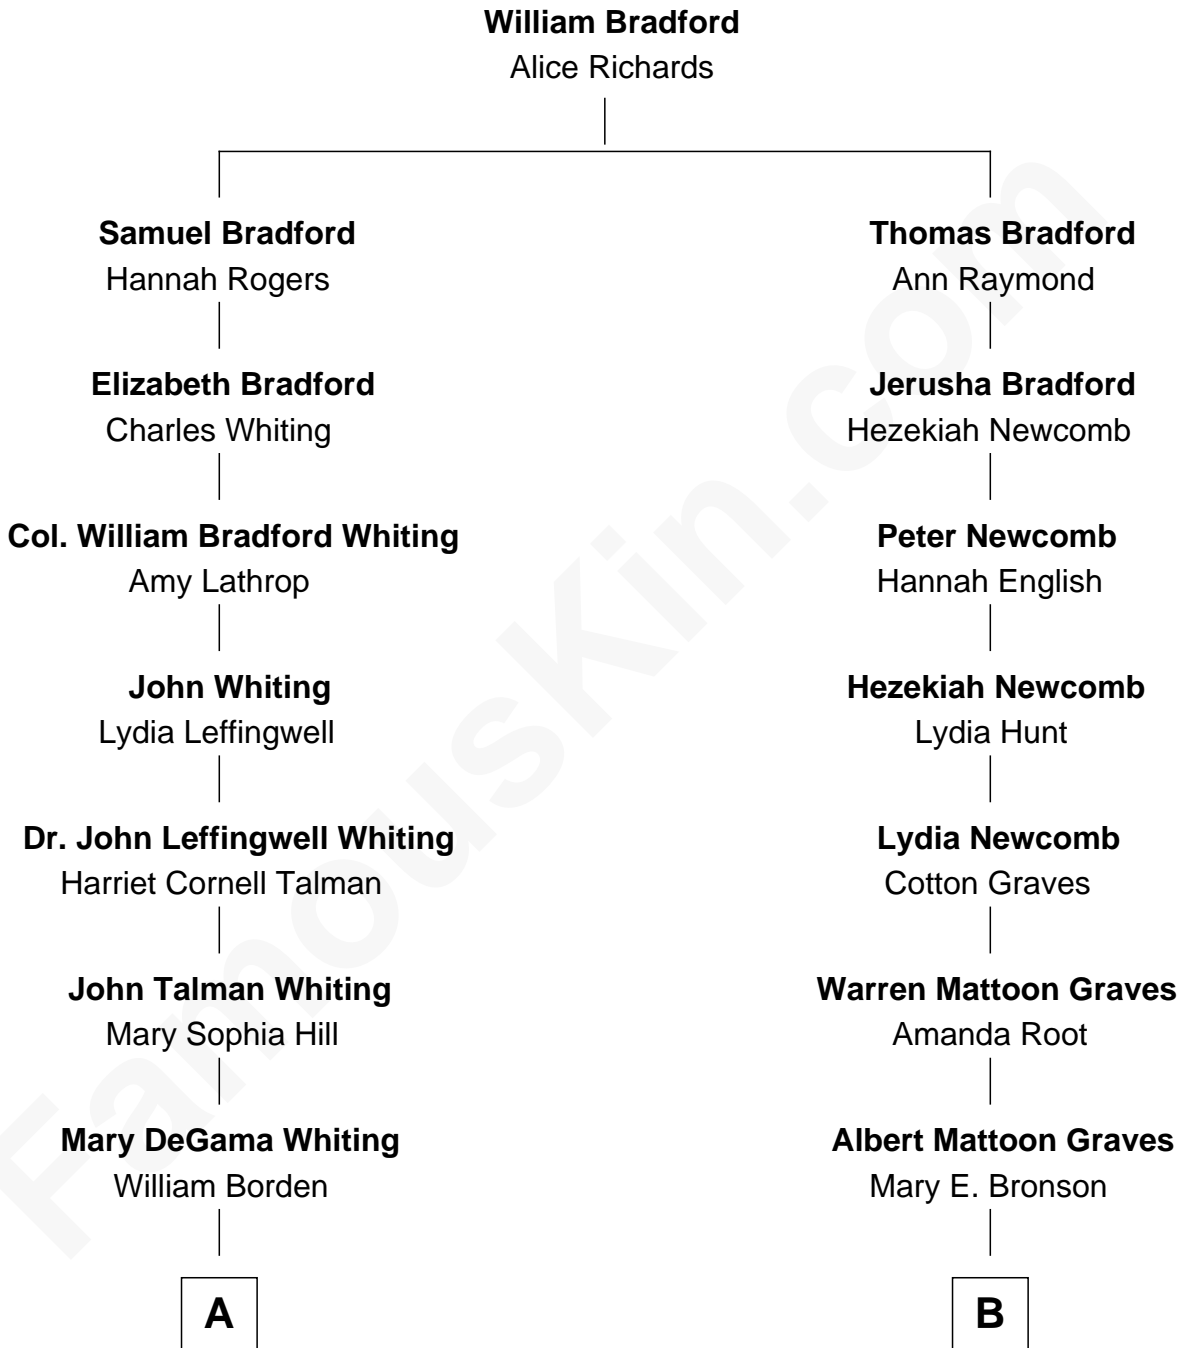 William Bradford
Alice Richards
Samuel Bradford
Hannah Rogers
Thomas Bradford
Ann Raymond
Elizabeth Bradford
Charles Whiting
Jerusha Bradford
Hezekiah Newcomb
Col. William Bradford Whiting
Amy Lathrop
Peter Newcomb
Hannah English
John Whiting
Lydia Leffingwell
Hezekiah Newcomb
Lydia Hunt
Dr. John Leffingwell Whiting
Harriet Cornell Talman
Lydia Newcomb
Cotton Graves
John Talman Whiting
Mary Sophia Hill
Warren Mattoon Graves
Amanda Root
Mary DeGama Whiting
William Borden
Albert Mattoon Graves
Mary E. Bronson
A
B
FamousKin.com